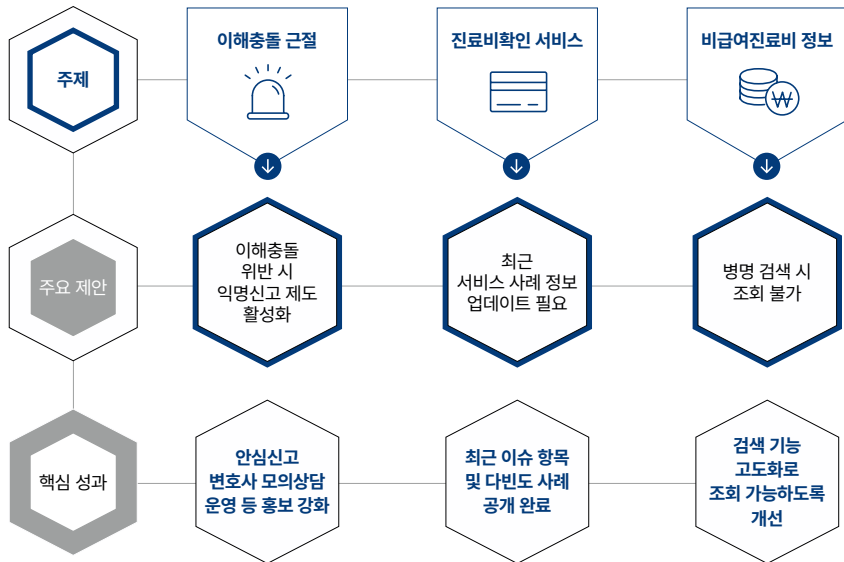 주제
이해충돌 근절
진료비확인 서비스
비급여진료비 정보
주요 제안
이해충돌
위반 시
익명신고 제도
활성화
최근
서비스 사례 정보
업데이트 필요
병명 검색 시
조회 불가
핵심 성과
안심신고
변호사 모의상담
운영 등 홍보 강화
최근 이슈 항목
및 다빈도 사례
공개 완료
검색 기능
고도화로
조회 가능하도록
개선